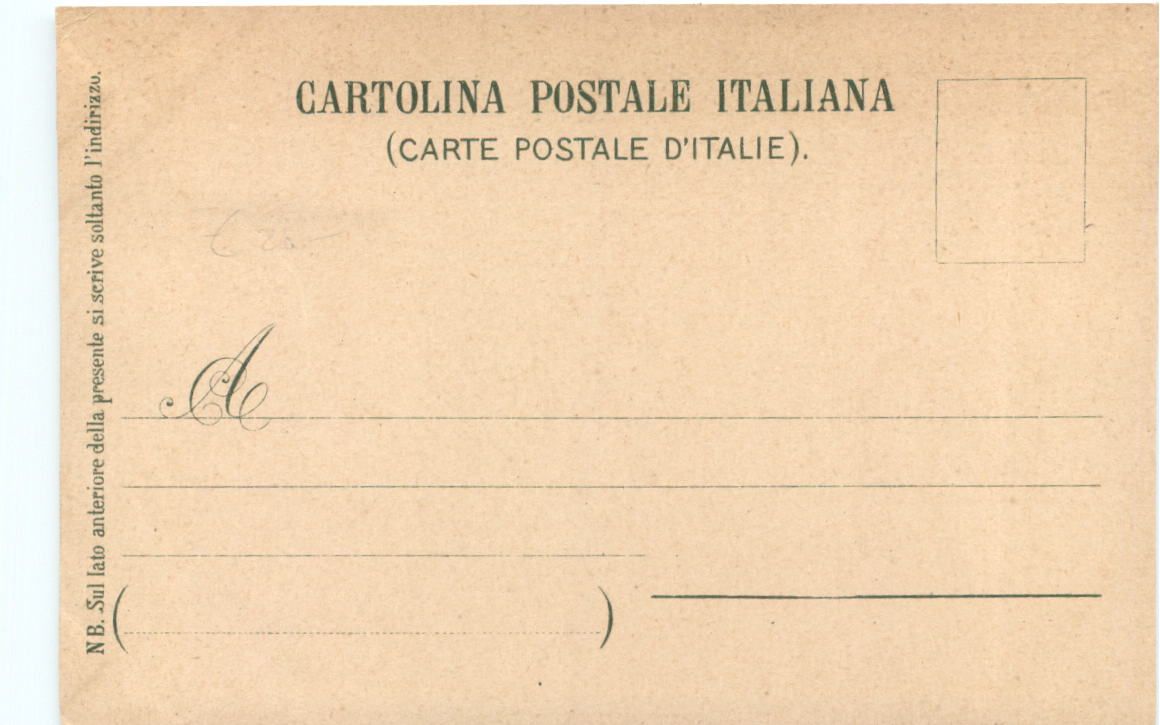 CARTOLINA POSTALE ITALIANA
(CARTE POSTALE D'ITALIE).
A
NB. Sul lato anteriore della presente si scrive soltanto l'indirizzo.